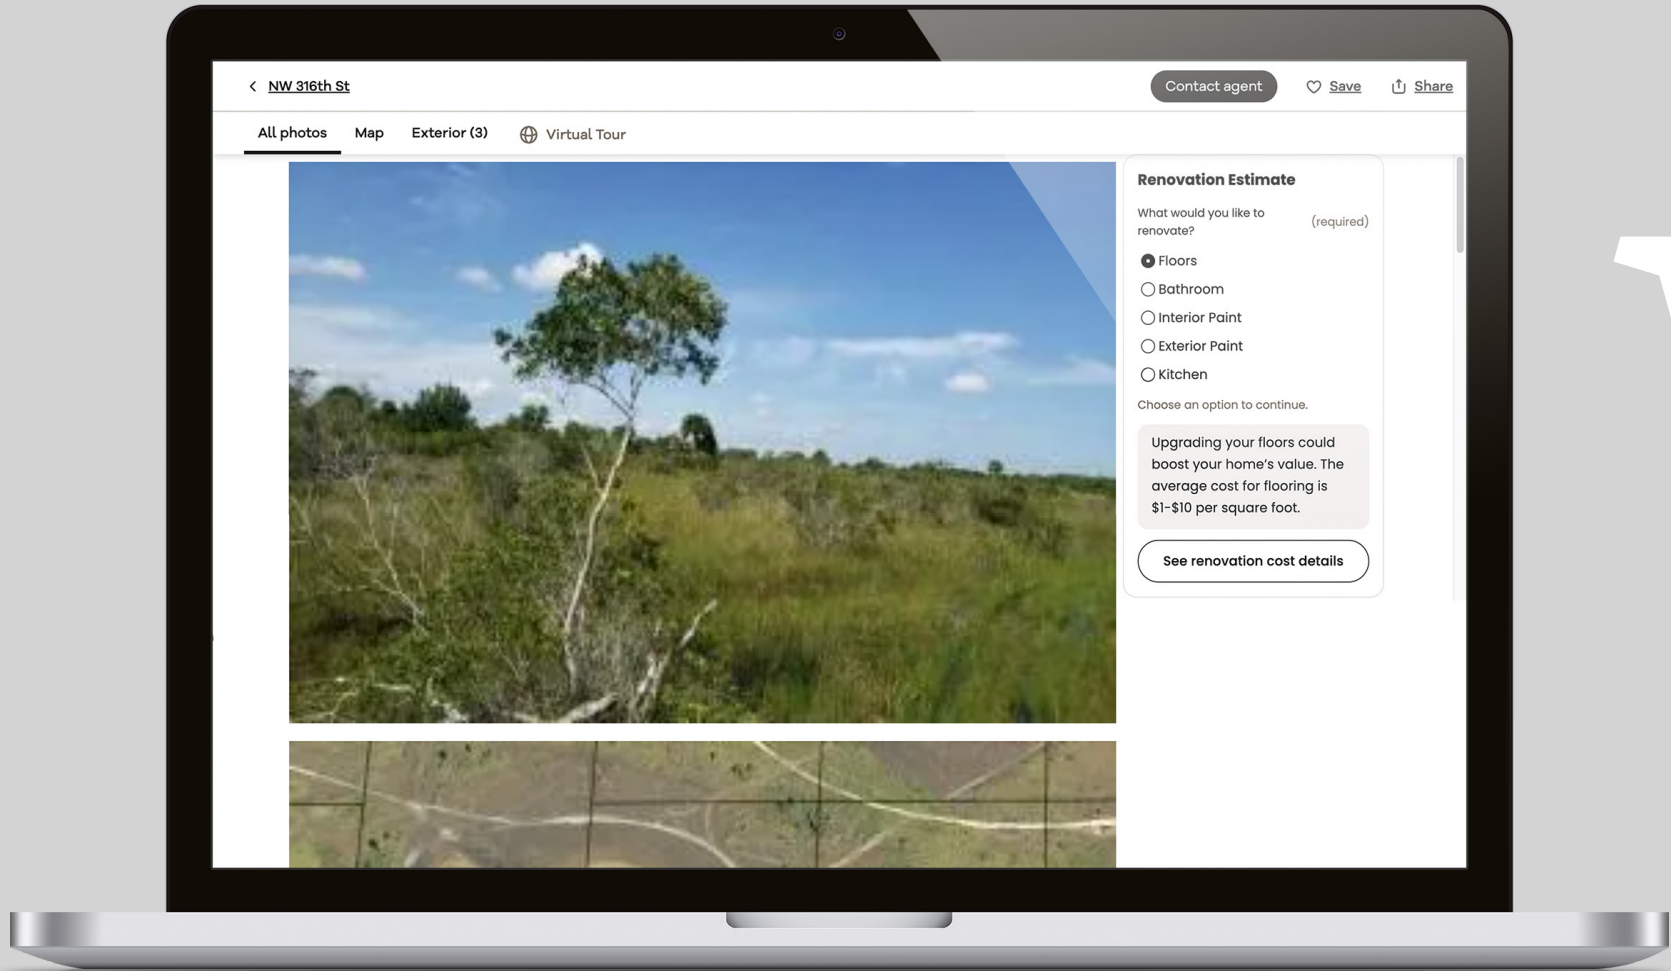 NW 316th St
Contact agent
Save
Share
All photos
Map
Exterior (3)
Virtual Tour
Renovation Estimate
What would you like to
renovate?
(required)
Floors
Bathroom
Interior Paint
Exterior Paint
Kitchen
Choose an option to continue.
Upgrading your floors could
boost your home’s value. The
average cost for flooring is
$1-$10 per square foot.
See renovation cost details